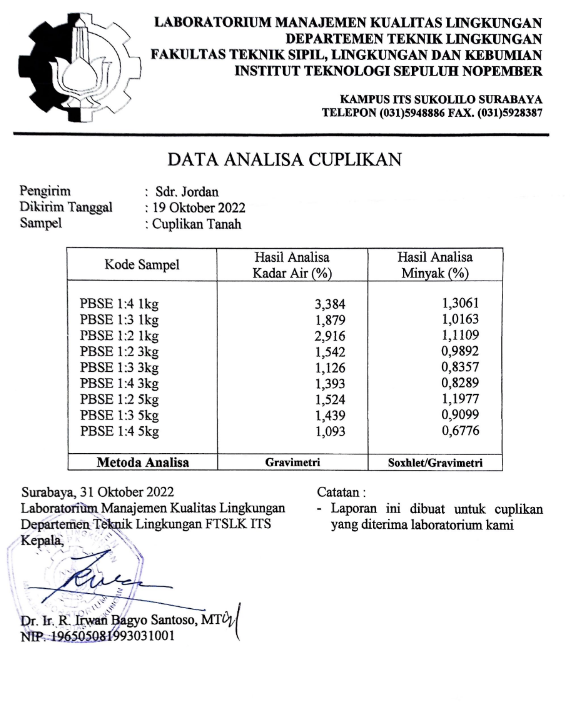 LABORATORIUM MANAJEMEN KUALITAS LINGKUNGAN
DEPARTEMEN TEKNIK LINGKUNGAN
FAKULTAS TEKNIK SIPIL, LINGKUNGAN DAN KEBUMIAN
INSTITUT TEKNOLOGI SEPULUH NOPEMBER
KAMPUS ITS SUKOLILO SURABAYA
TELEPON (031)5948886 FAX. (031)5928387
DATA ANALISA CUPLIKAN
Pengirim : Sdr. Jordan
Dikirim Tanggal : 19 Oktober 2022
Sampel : Cuplikan Tanah
Kode Sampel Hasil Analisa Kadar Air (%) Hasil Analisa Minyak (%)
PBSE 1:4 1kg 3,384 1,3061
PBSE 1:3 1kg 1,879 1,0163
PBSE 1:2 1kg 2,916 1,1109
PBSE 1:2 3kg 1,542 0,9892
PBSE 1:3 3kg 1,126 0,8357
PBSE 1:4 3kg 1,393 0,8289
PBSE 1:2 5kg 1,524 1,1977
PBSE 1:3 5kg 1,439 0,9099
PBSE 1:4 5kg 1,093 0,6776
Metoda Analisa Gravimetri Soxhlet/Gravimetri
Surabaya, 31 Oktober 2022
Laboratorium Manajemen Kualitas Lingkungan
Departemen Teknik Lingkungan FTSLK ITS
Kepala,
Dr. Ir. R. Irwan Bagyo Santoso, MT
NIP. 196505081993031001
Catatan :
- Laporan ini dibuat untuk cuplikan
yang diterima laboratorium kami